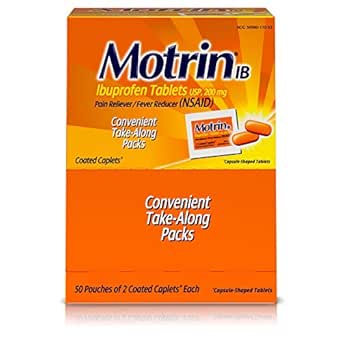 Motrin® IB
Ibuprofen Tablets USP, 200 mg
Pain Reliever/Fever Reducer (NSAID)
Convenient
Take-Along
Packs
Motrin IB
Coated Caplets*
*Capsule-Shaped Tablets
Convenient
Take-Along
Packs
50 Pouches of 2 Coated Caplets* Each
*Capsule-Shaped Tablets